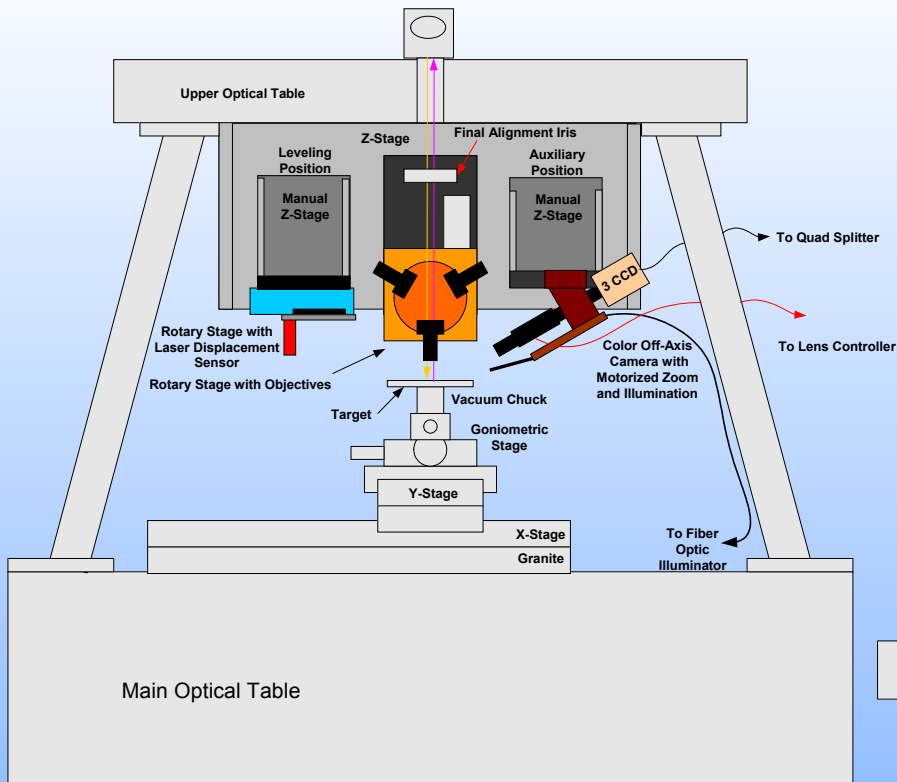 Upper Optical Table
Z-Stage
Final Alignment Iris
Leveling
Position
Auxiliary
Position
Manual
Z-Stage
Manual
Z-Stage
3 CCD
To Quad Splitter
Rotary Stage with
Laser Displacement
Sensor
Rotary Stage with Objectives
Color Off-Axis
Camera with
Motorized Zoom
and Illumination
To Lens Controller
Target
Vacuum Chuck
Goniometric
Stage
Y-Stage
X-Stage
Granite
To Fiber
Optic
Illuminator
Main Optical Table